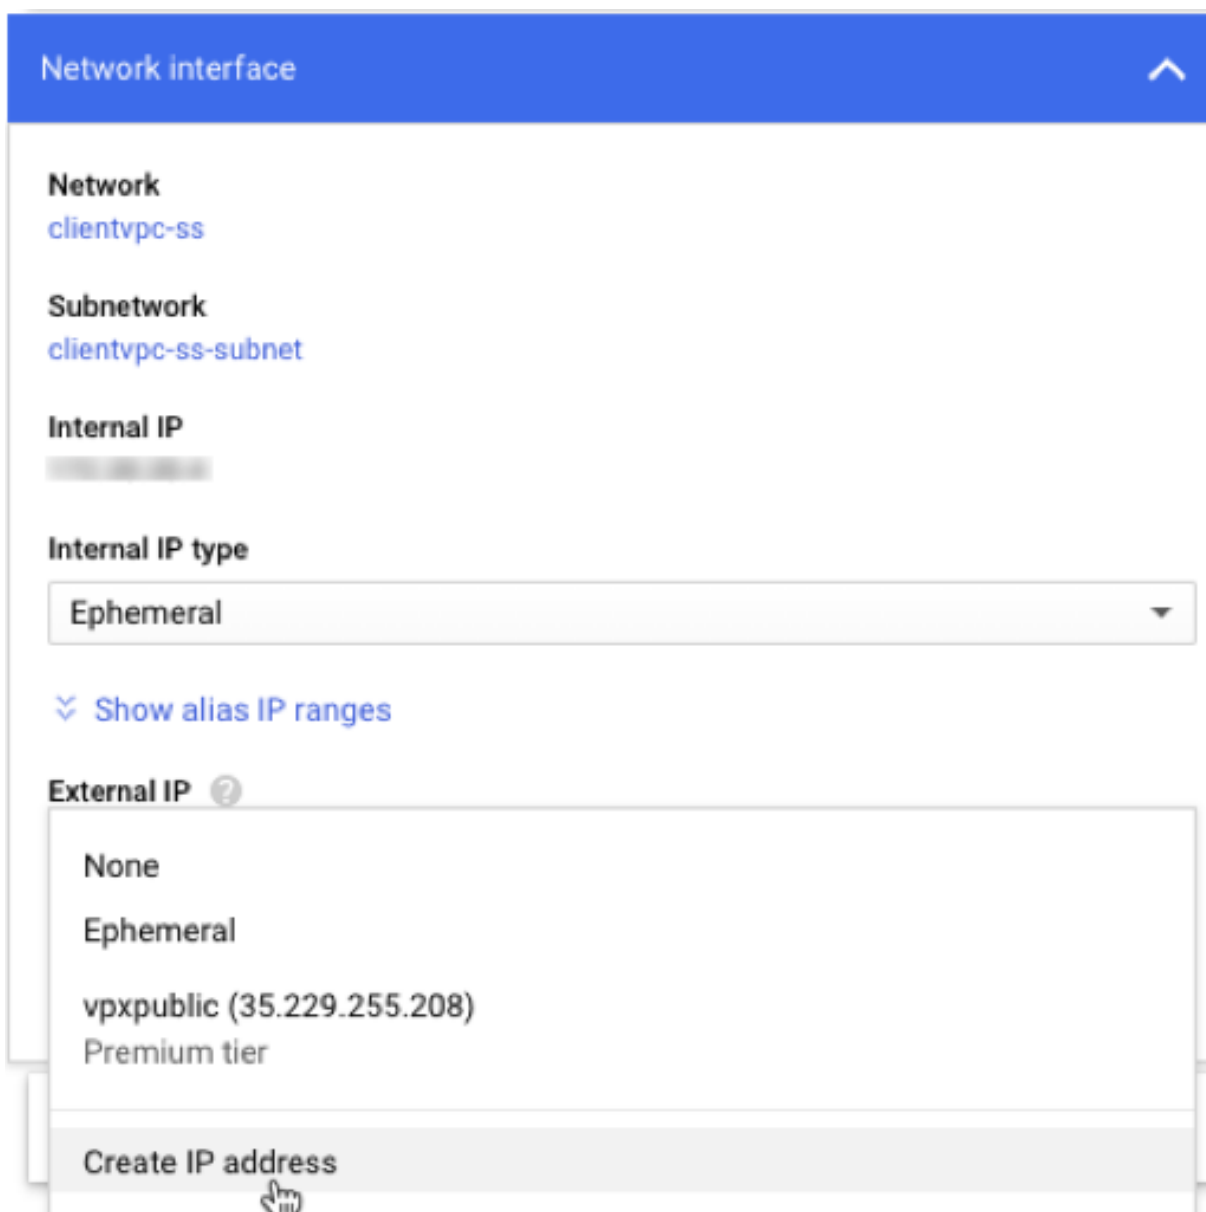 Network interface
Network
clientvpc-ss
Subnetwork
clientvpc-ss-subnet
Internal IP
Internal IP type
Ephemeral
Show alias IP ranges
External IP ?
None
Ephemeral
vpxpublic (35.229.255.208)
Premium tier
Create IP address